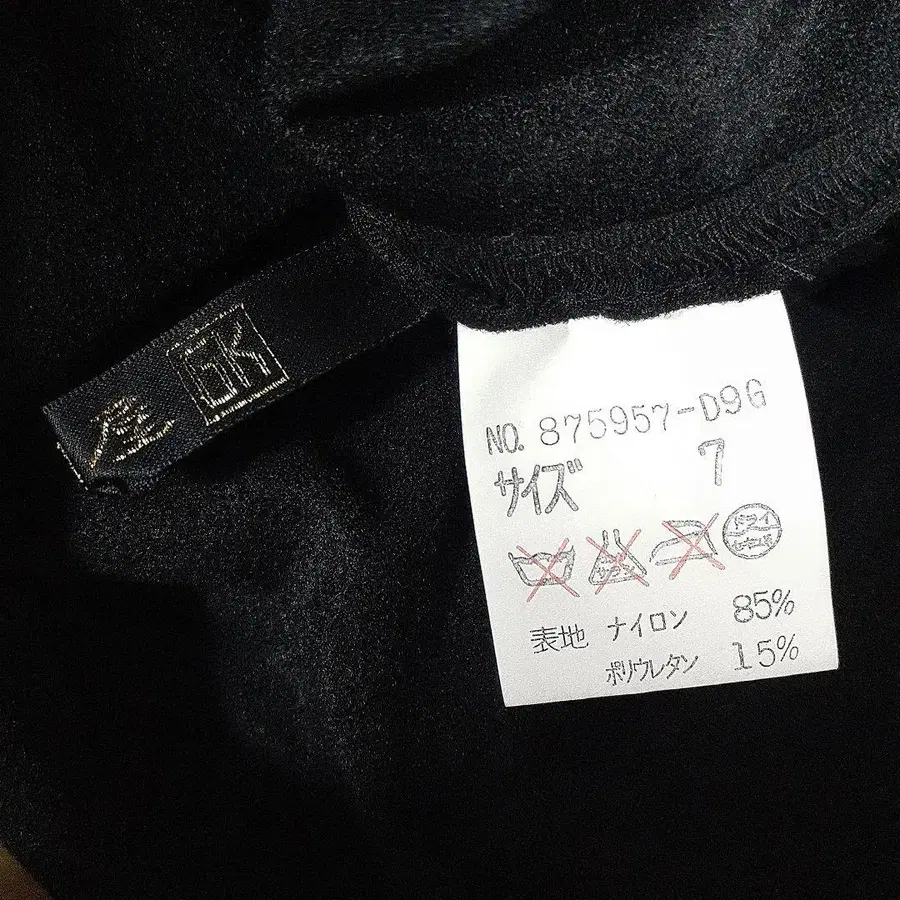 GK
NO. 875957-D9G
サイズ 7
ドライ
表地 ナイロン 85%
ポリウレタン 15%